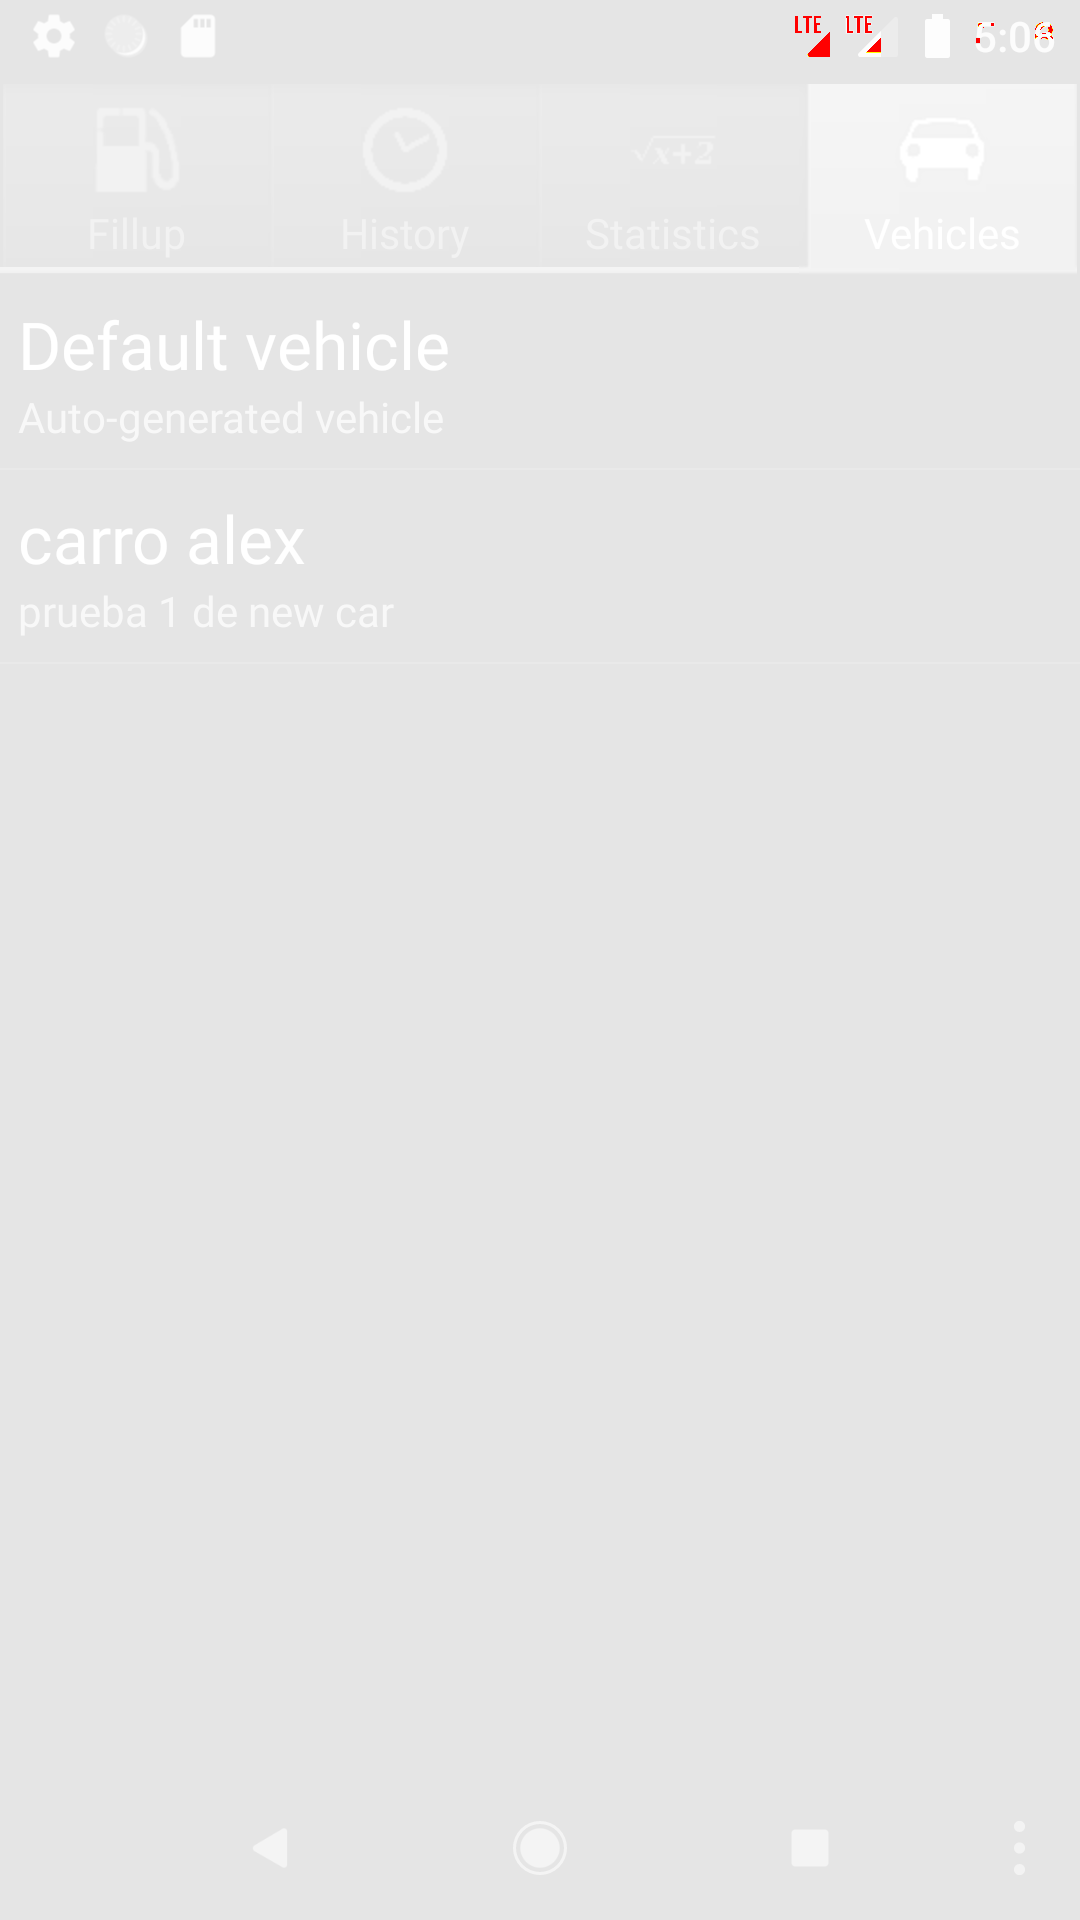 LTE LTE 5:06
Fillup History √x+2 Statistics Vehicles
Default vehicle
Auto-generated vehicle
carro alex
prueba 1 de new car